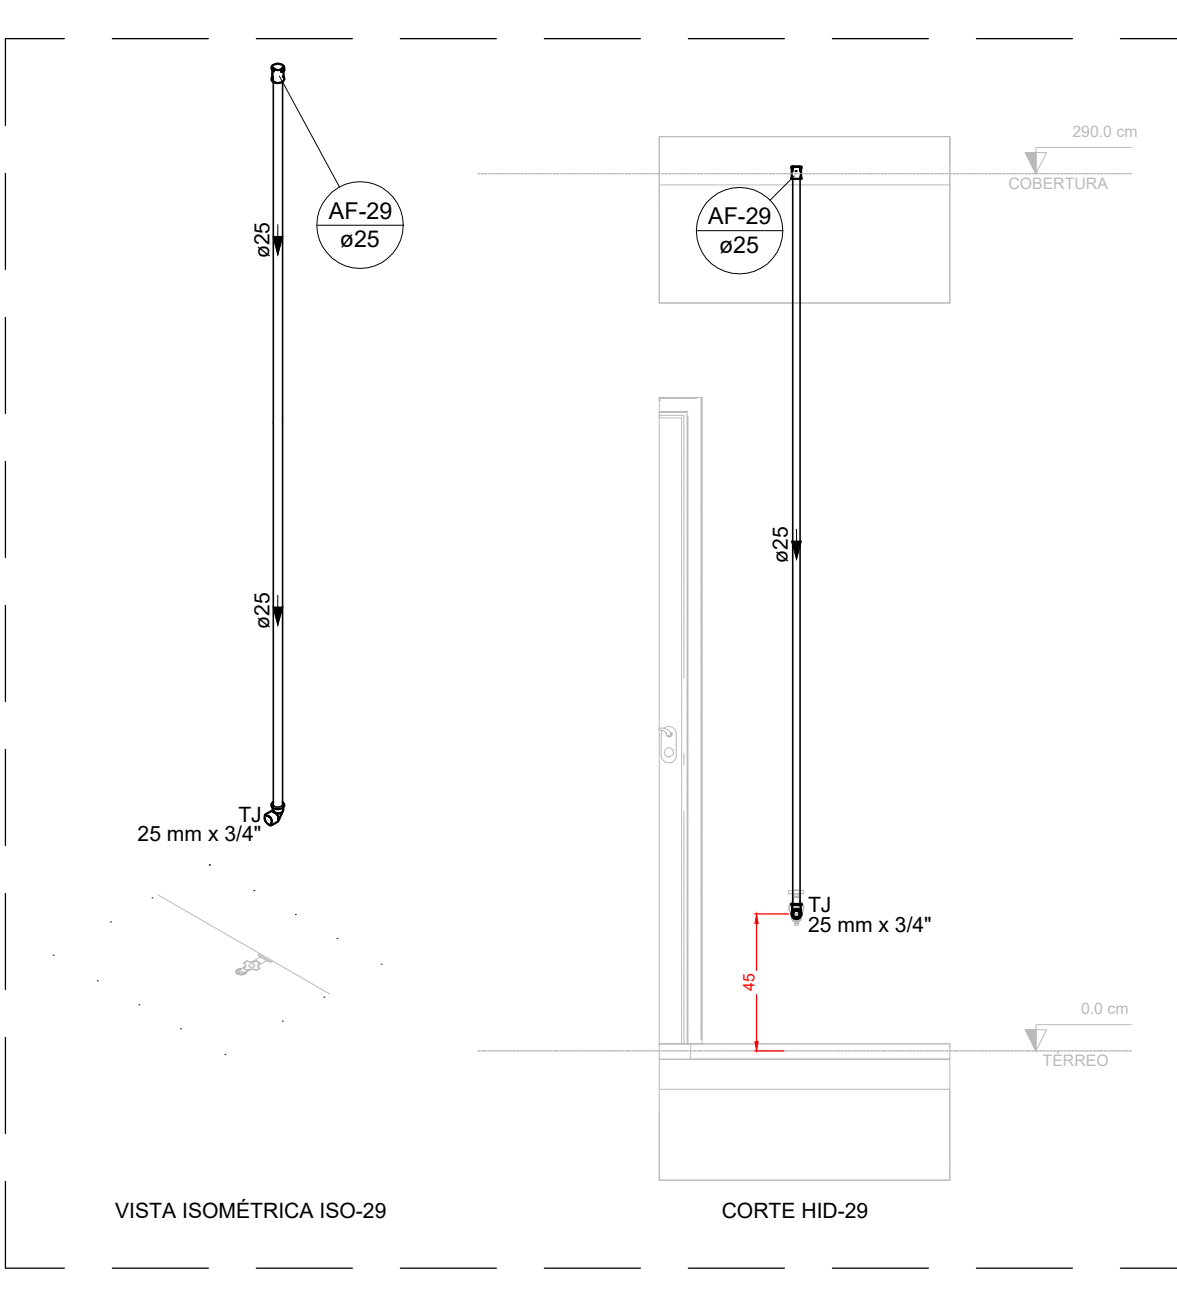 AF-29
ø25
ø25
ø25
TJ
25 mm x 3/4"
VISTA ISOMÉTRICA ISO-29
290.0 cm
COBERTURA
AF-29
ø25
ø25
TJ
25 mm x 3/4"
45
0.0 cm
TÉRREO
CORTE HID-29